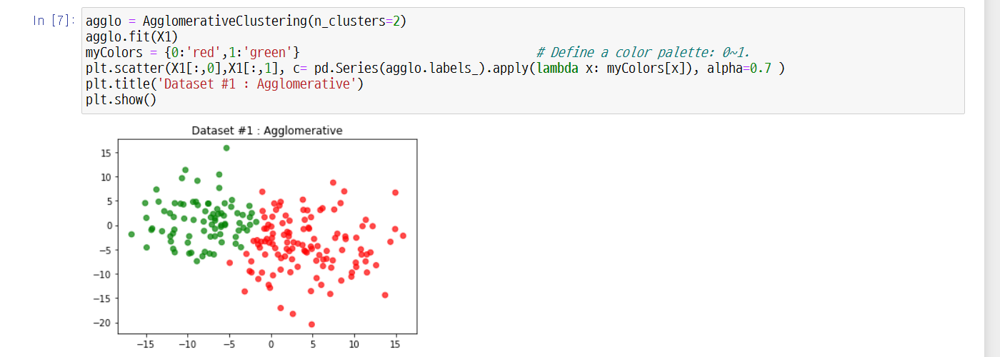 In [7]:
agglo = AgglomerativeClustering(n_clusters=2)
agglo.fit(X1)
myColors = {0:'red',1:'green'} # Define a color palette: 0~1.
plt.scatter(X1[:,0],X1[:,1], c= pd.Series(agglo.labels_).apply(lambda x: myColors[x]), alpha=0.7 )
plt.title('Dataset #1 : Agglomerative')
plt.show()
Dataset #1 : Agglomerative
15
10
5
0
−5
−10
−15
−20
−15 −10 −5 0 5 10 15